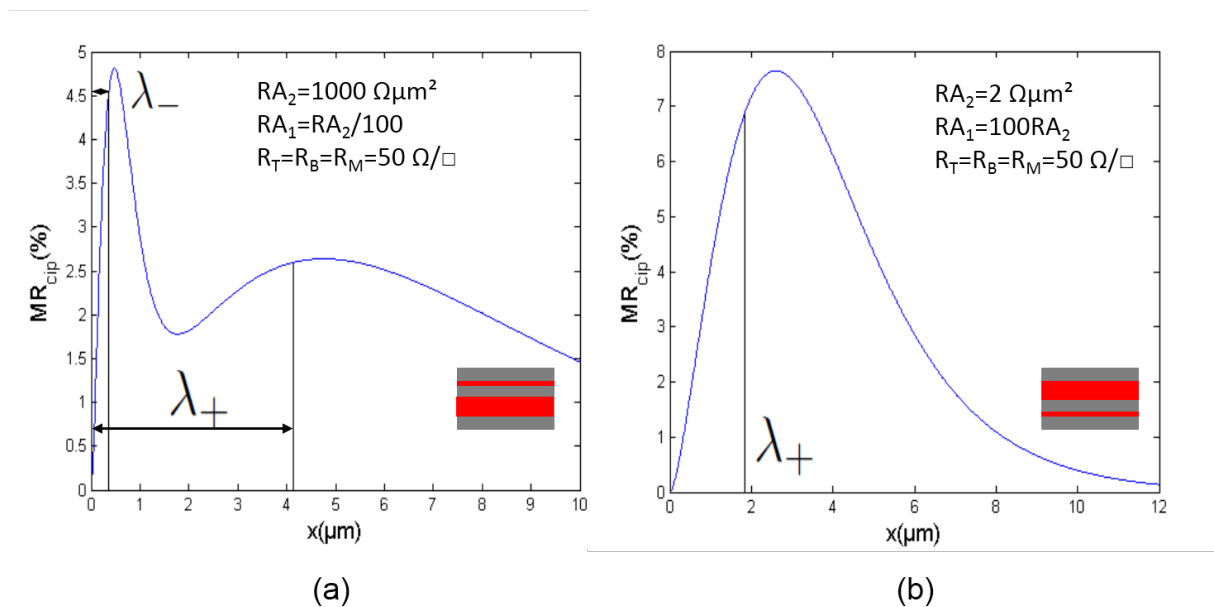 5
4.5
4
3.5
3
2.5
2
1.5
1
0.5
0
MR_cip(%)
λ₋
RA₂=1000 Ωµm²
RA₁=RA₂/100
R_T=R_B=R_M=50 Ω/□
λ₊
0 1 2 3 4 5 6 7 8 9 10
x(µm)
(a)
8
7
6
5
4
3
2
1
0
MR_cip(%)
RA₂=2 Ωµm²
RA₁=100RA₂
R_T=R_B=R_M=50 Ω/□
λ₊
0 2 4 6 8 10 12
x(µm)
(b)